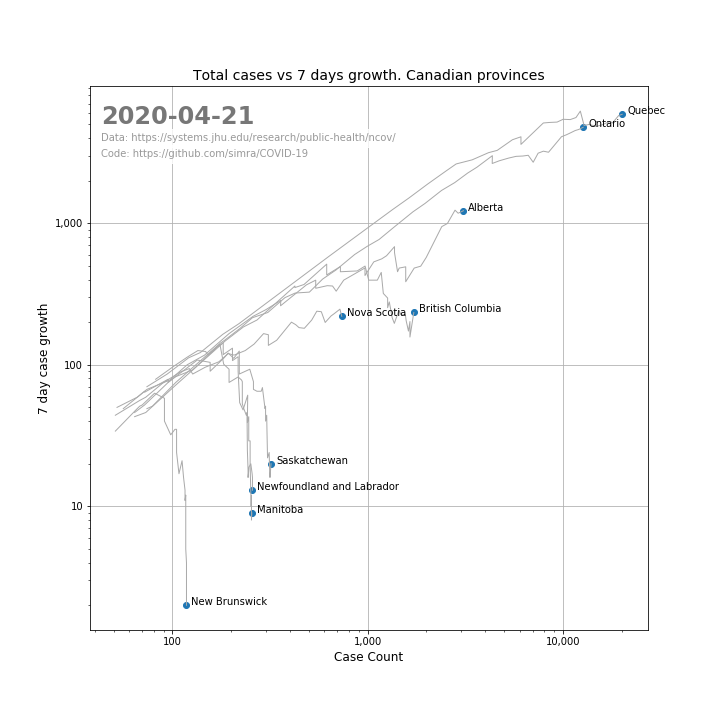 Total cases vs 7 days growth. Canadian provinces
2020-04-21
Data: https://systems.jhu.edu/research/public-health/ncov/
Code: https://github.com/simra/COVID-19
Quebec
Ontario
Alberta
1,000
British Columbia
Nova Scotia
7 day case growth
100
Saskatchewan
Newfoundland and Labrador
10
Manitoba
New Brunswick
100 1,000 10,000
Case Count